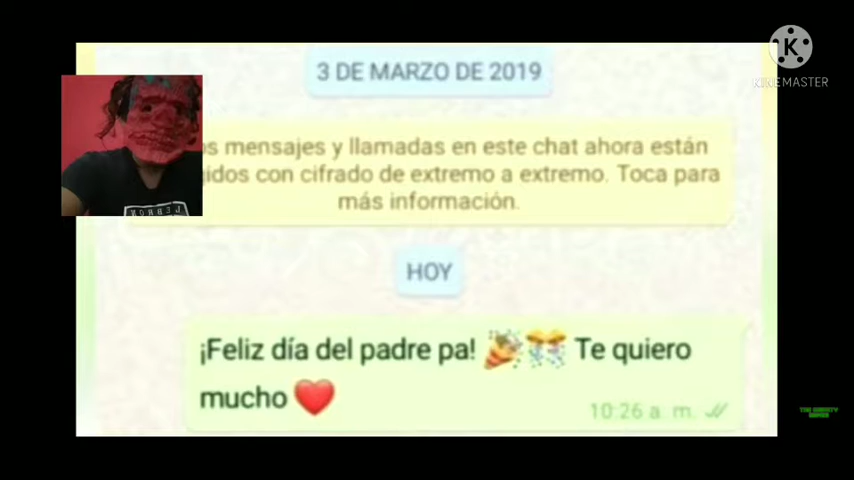 KINEMASTER
3 DE MARZO DE 2019
mensajes y llamadas en este chat ahora están
con cifrado de extremo a extremo. Toca para
más información.
HOY
¡Feliz día del padre pa! 🎉🎊 Te quiero
mucho ❤️
10:26 a. m.